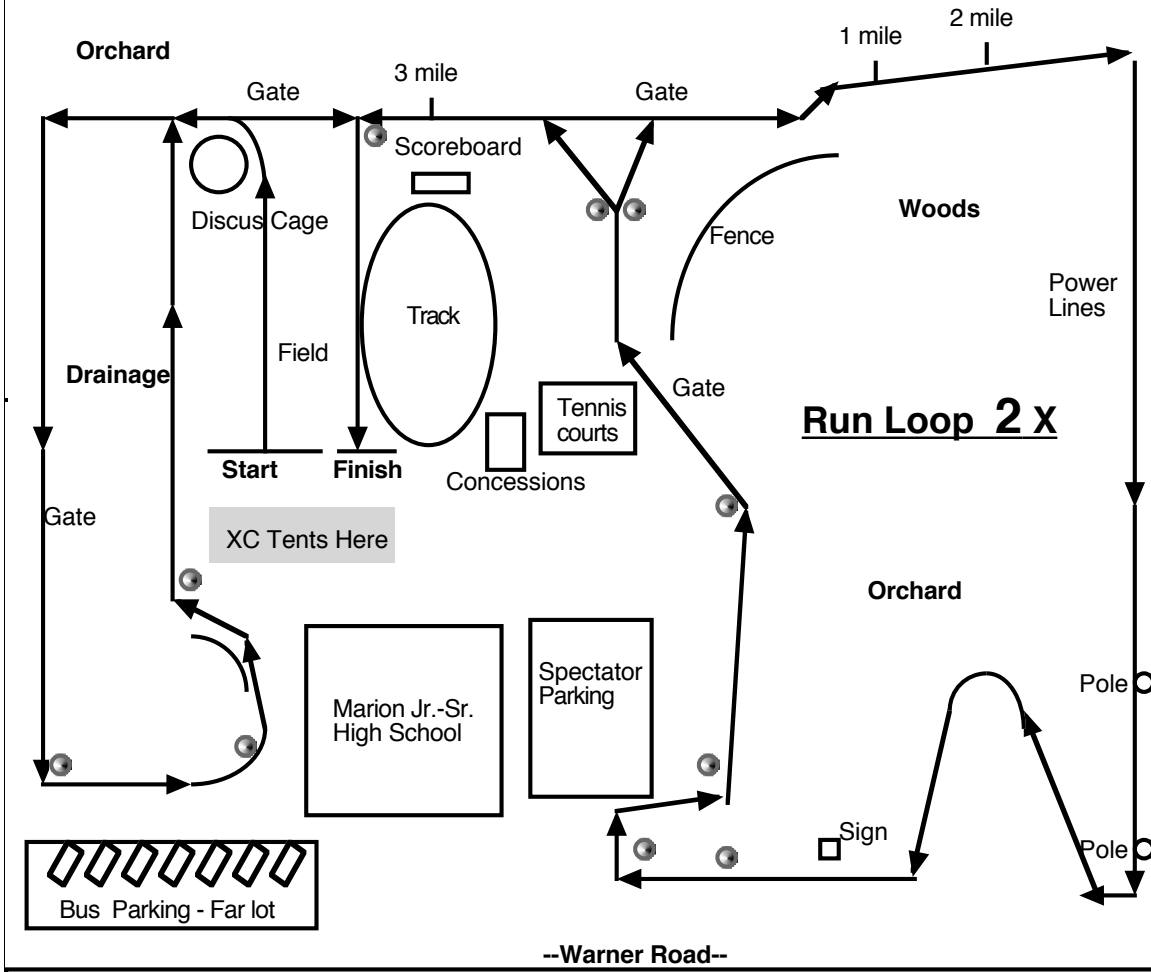 2 mile
1 mile
Orchard
3 mile
Gate
Gate
Scoreboard
Discus Cage
Woods
Fence
Power
Lines
Track
Field
Drainage
Gate
Tennis
courts
Run Loop 2 X
Start
Finish
Concessions
Gate
XC Tents Here
Orchard
Spectator
Parking
Pole
Marion Jr.-Sr.
High School
Sign
Pole
Bus Parking - Far lot
--Warner Road--